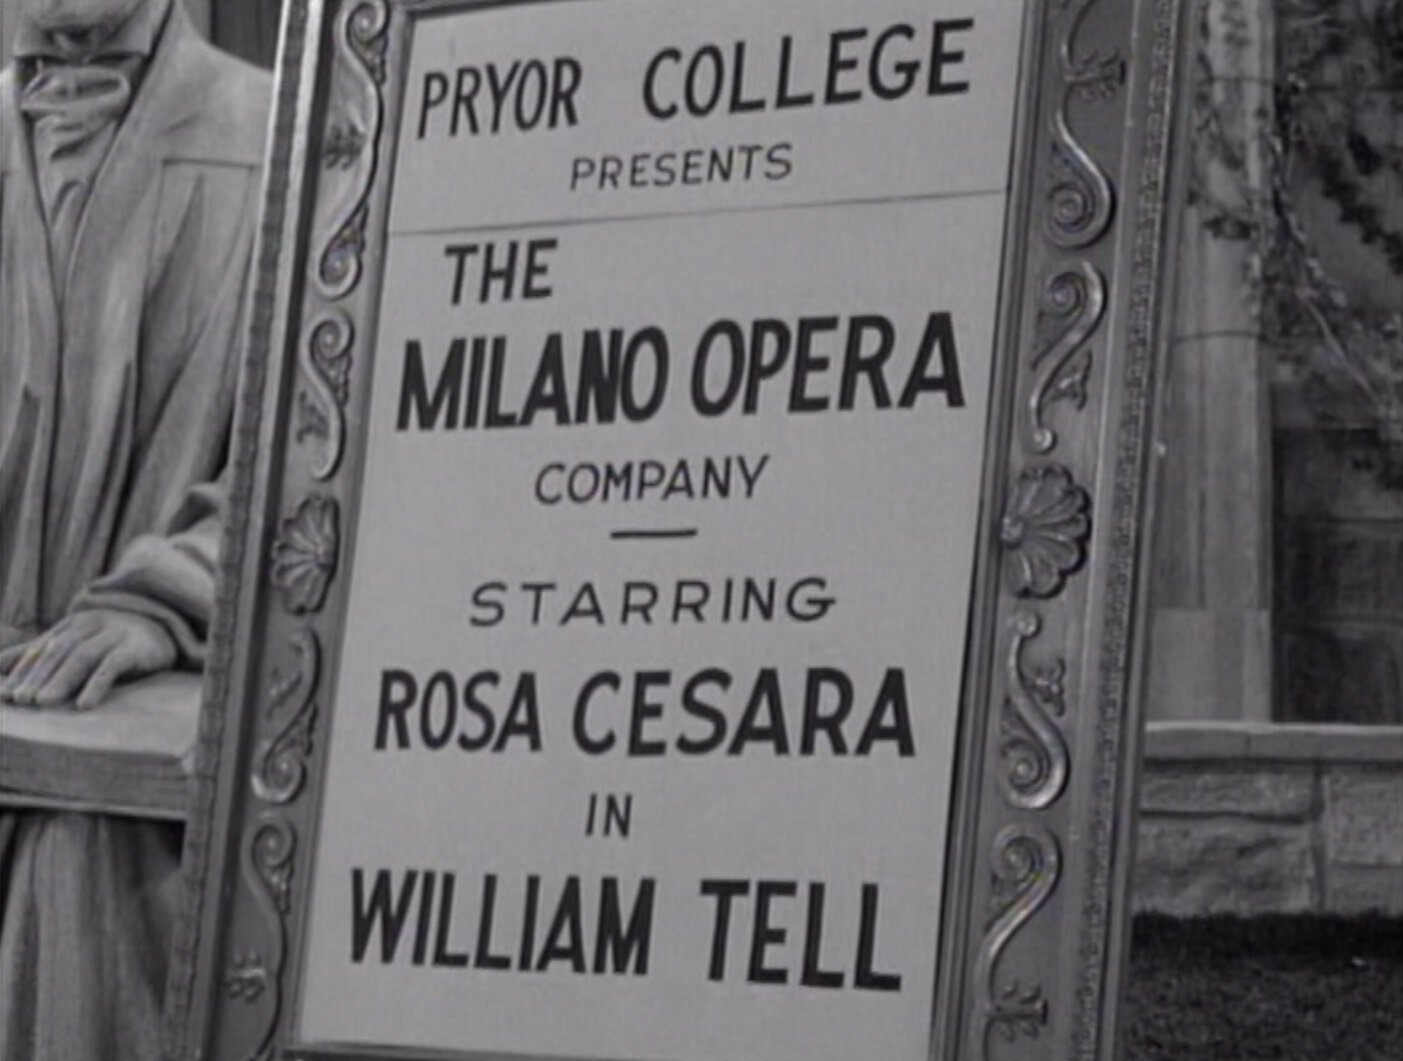 PRYOR COLLEGE
PRESENTS
THE
MILANO OPERA
COMPANY
STARRING
ROSA CESARA
IN
WILLIAM TELL